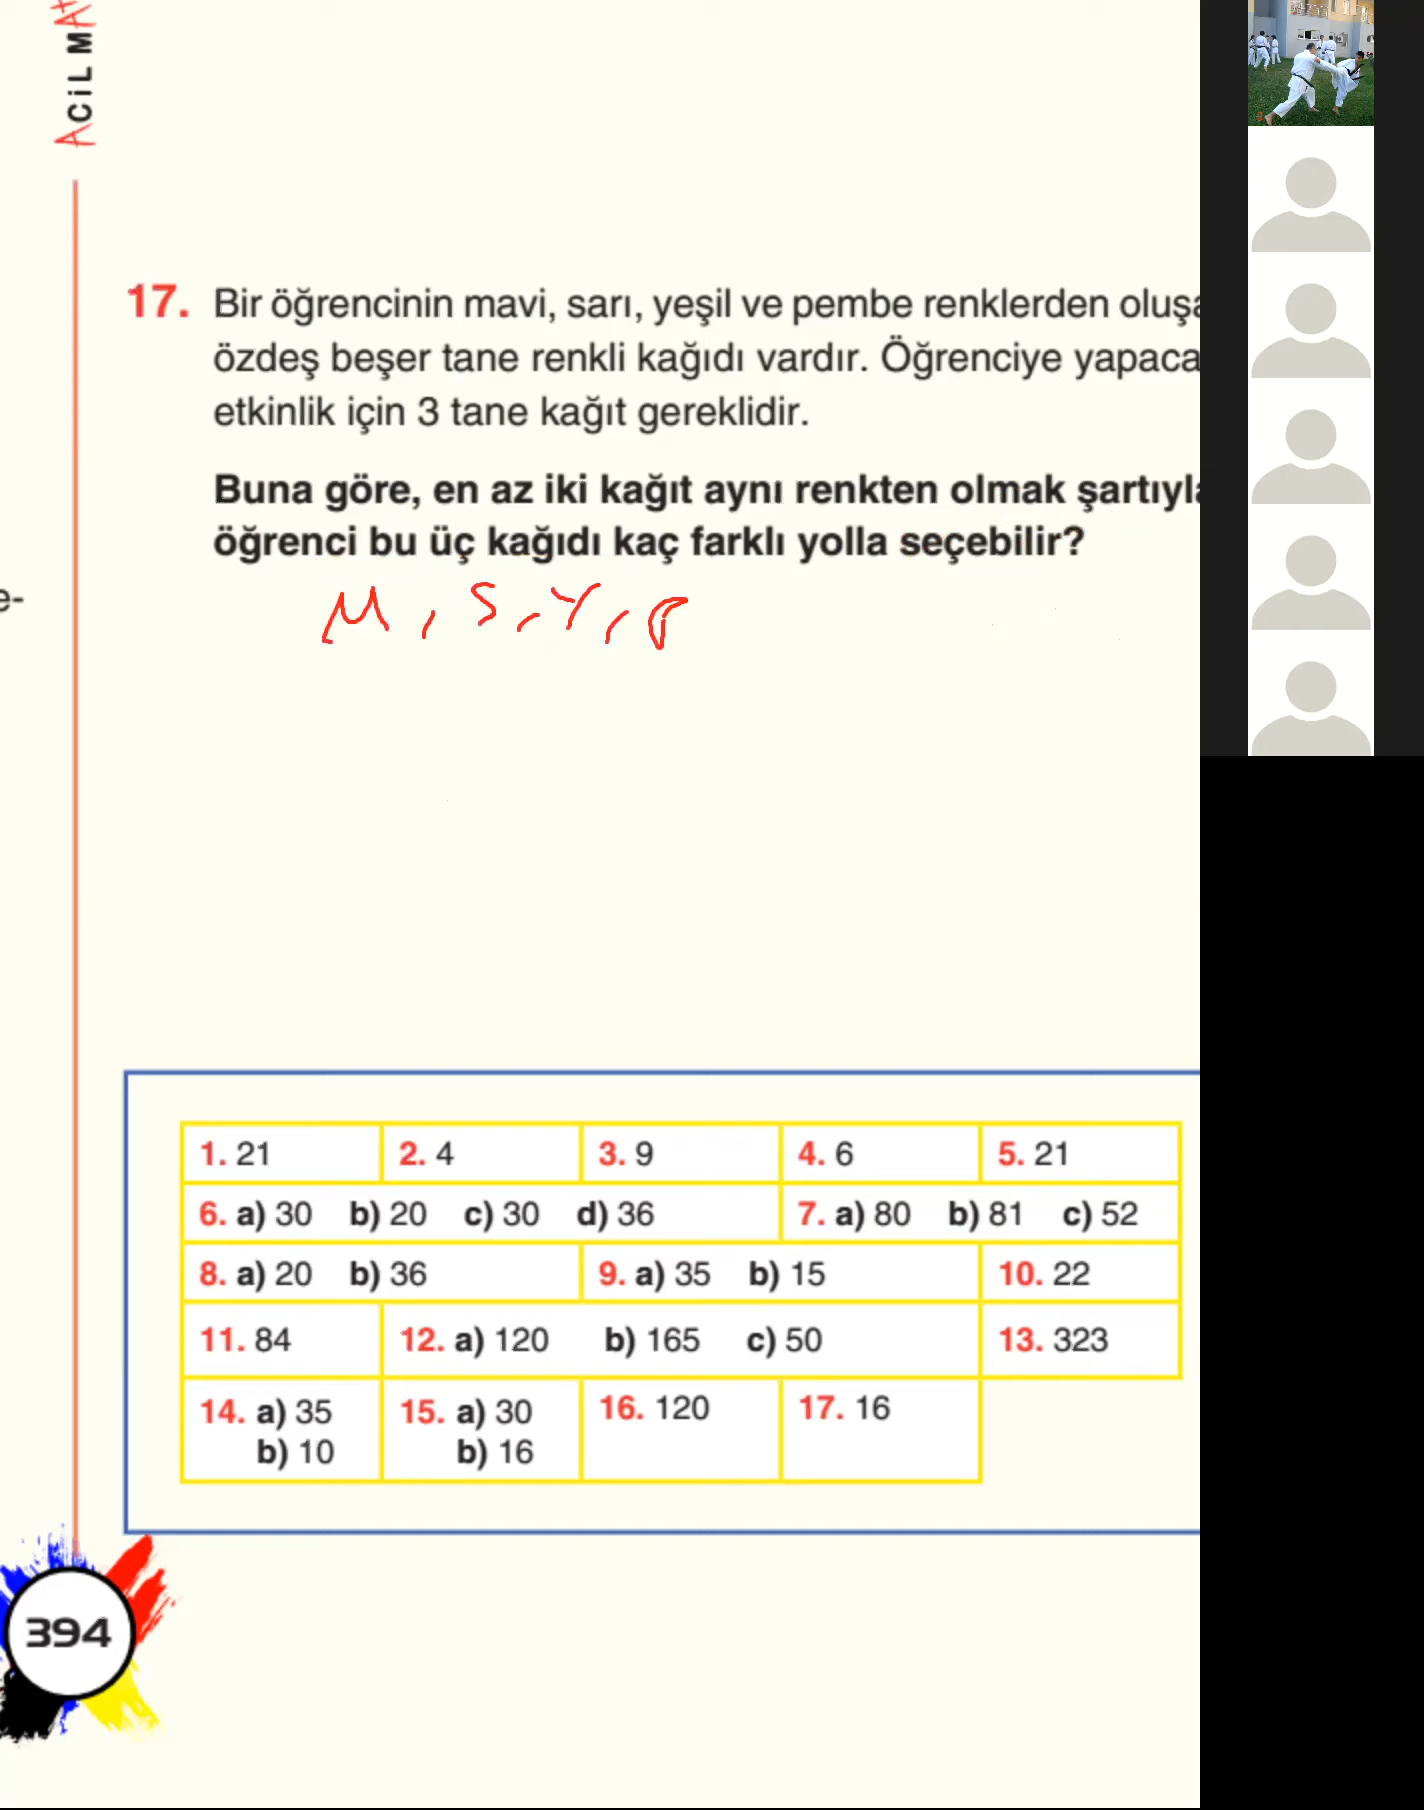 ACiL MAT
17. Bir öğrencinin mavi, sarı, yeşil ve pembe renklerden oluşa
özdeş beşer tane renkli kağıdı vardır. Öğrenciye yapaca
etkinlik için 3 tane kağıt gereklidir.
Buna göre, en az iki kağıt aynı renkten olmak şartıyla
öğrenci bu üç kağıdı kaç farklı yolla seçebilir?
e-
M, S, Y, P
1. 21 2. 4 3. 9 4. 6 5. 21
6. a) 30 b) 20 c) 30 d) 36 7. a) 80 b) 81 c) 52
8. a) 20 b) 36 9. a) 35 b) 15 10. 22
11. 84 12. a) 120 b) 165 c) 50 13. 323
14. a) 35 15. a) 30 16. 120 17. 16
b) 10 b) 16
394